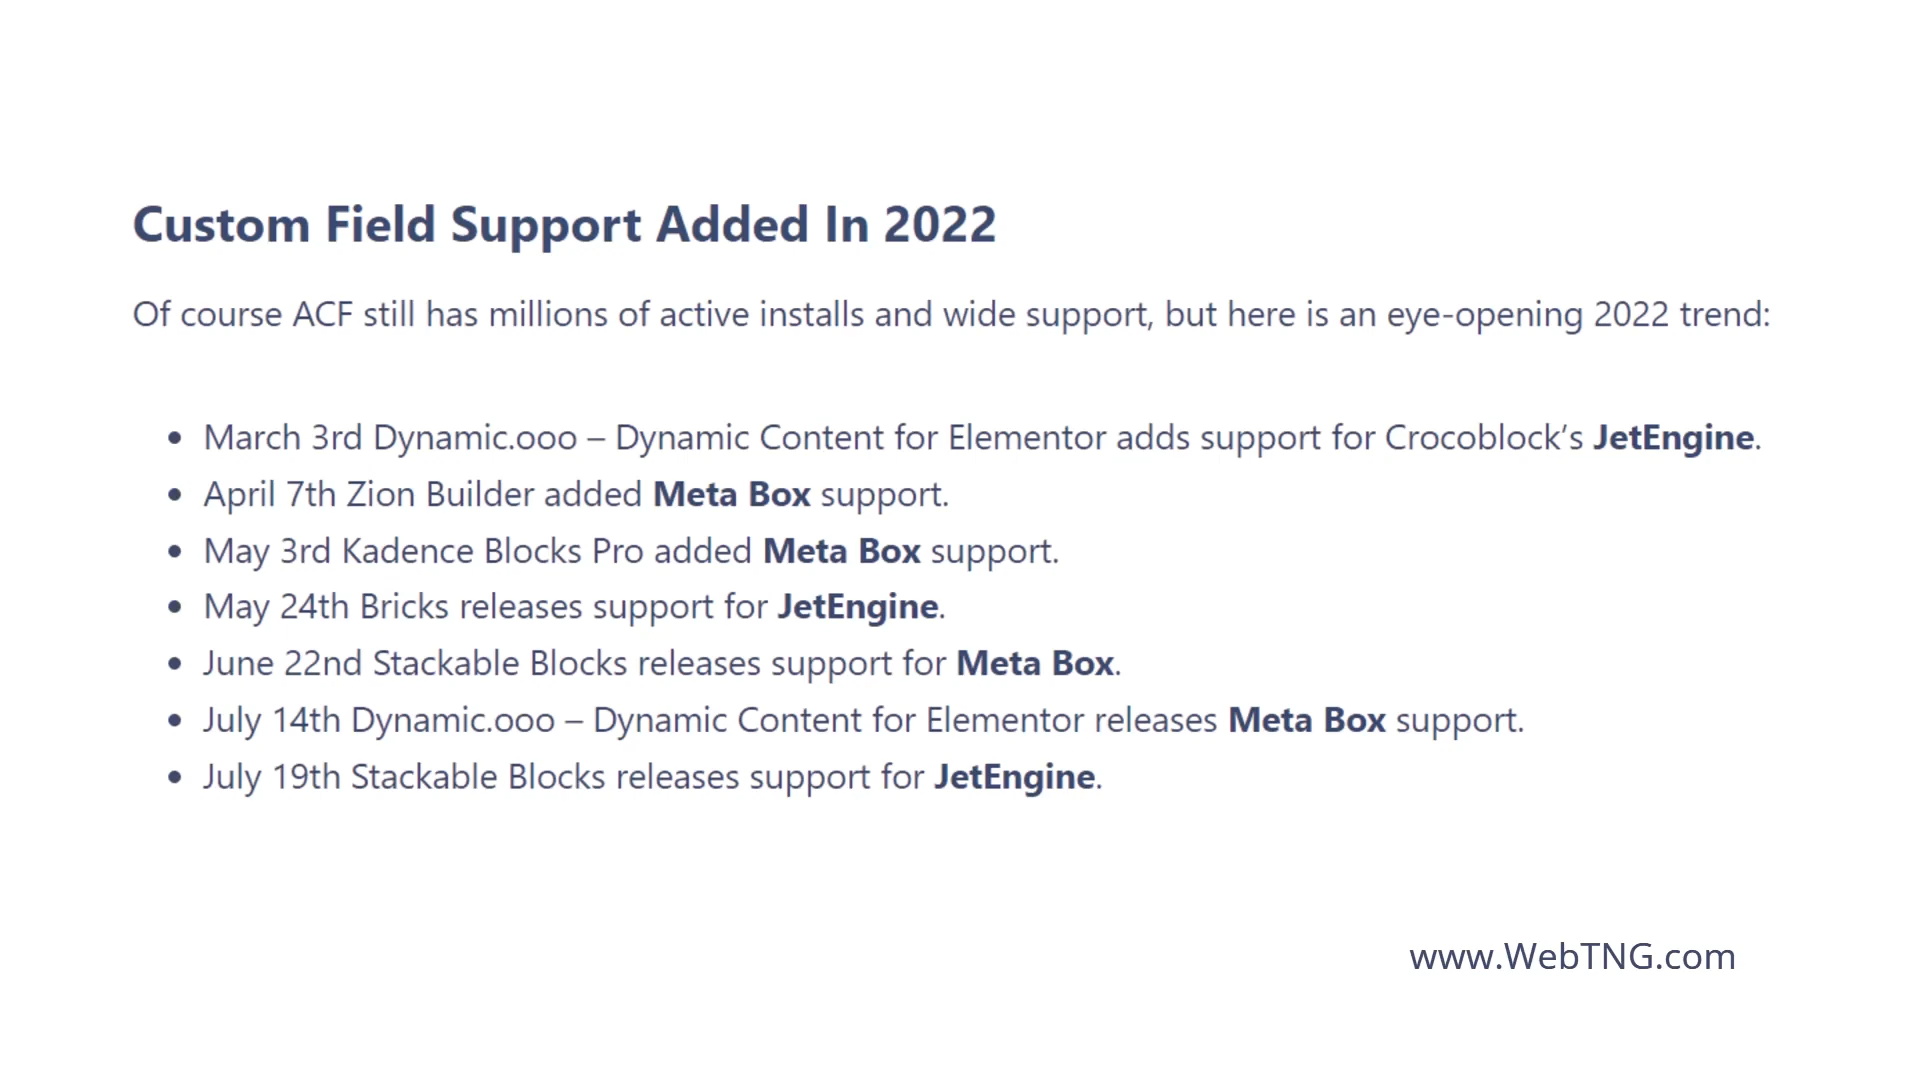 Custom Field Support Added In 2022
Of course ACF still has millions of active installs and wide support, but here is an eye-opening 2022 trend:
• March 3rd Dynamic.ooo – Dynamic Content for Elementor adds support for Crocoblock’s JetEngine.
• April 7th Zion Builder added Meta Box support.
• May 3rd Kadence Blocks Pro added Meta Box support.
• May 24th Bricks releases support for JetEngine.
• June 22nd Stackable Blocks releases support for Meta Box.
• July 14th Dynamic.ooo – Dynamic Content for Elementor releases Meta Box support.
• July 19th Stackable Blocks releases support for JetEngine.
www.WebTNG.com